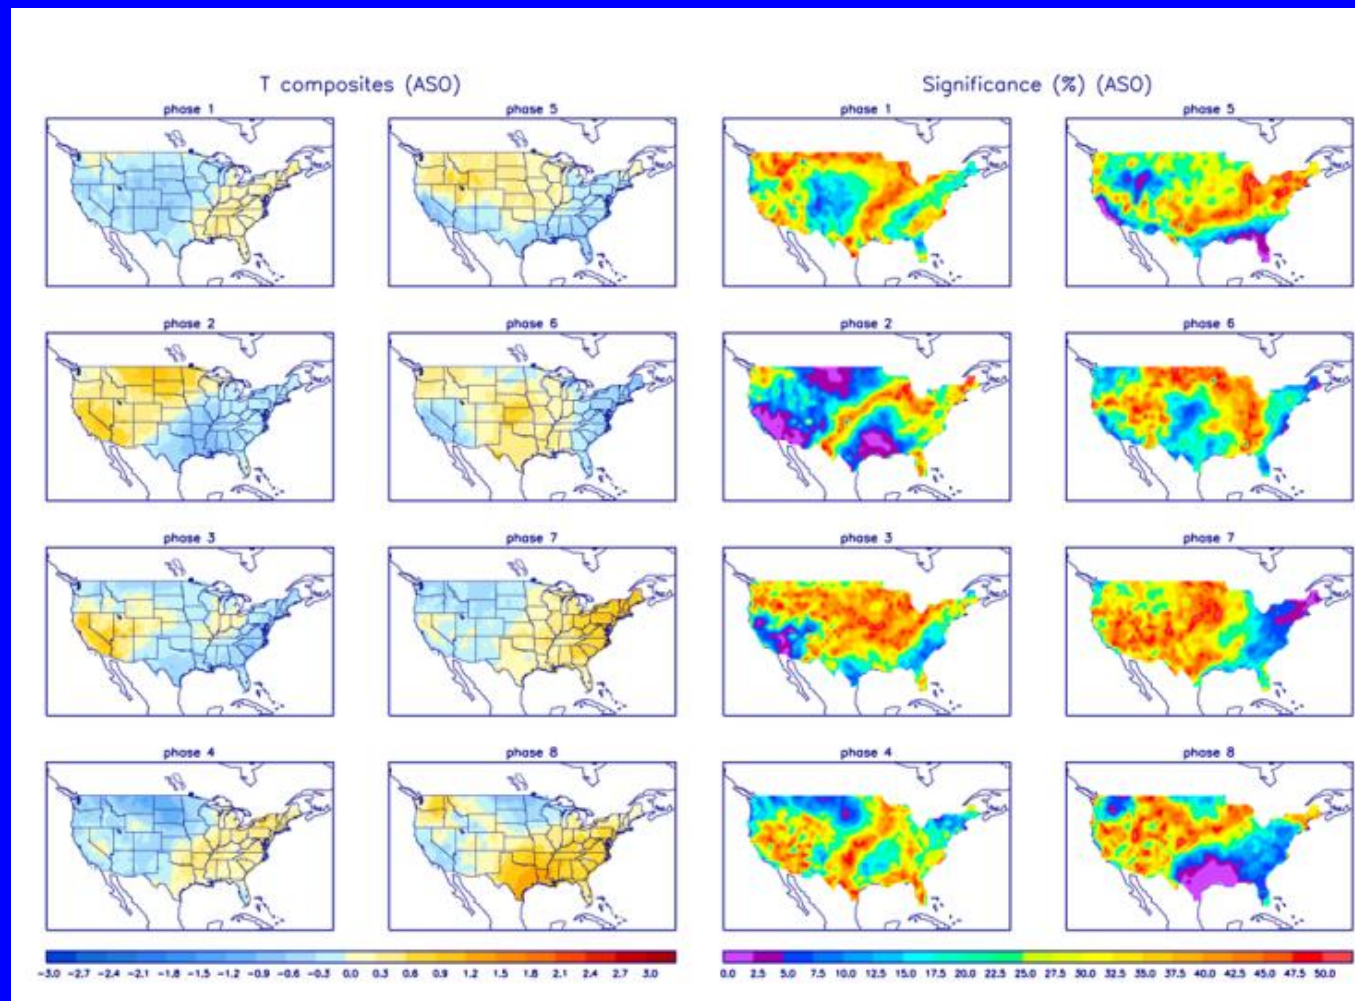 T composites (ASO)
Significance (%) (ASO)
phase 1
phase 5
phase 1
phase 5
phase 2
phase 6
phase 2
phase 6
phase 3
phase 7
phase 3
phase 7
phase 4
phase 8
phase 4
phase 8
-3.0 -2.7 -2.4 -2.1 -1.8 -1.5 -1.2 -0.9 -0.6 -0.3 0.0 0.3 0.6 0.9 1.2 1.5 1.8 2.1 2.4 2.7 3.0
0.0 2.5 5.0 7.5 10.0 12.5 15.0 17.5 20.0 22.5 25.0 27.5 30.0 32.5 35.0 37.5 40.0 42.5 45.0 47.5 50.0